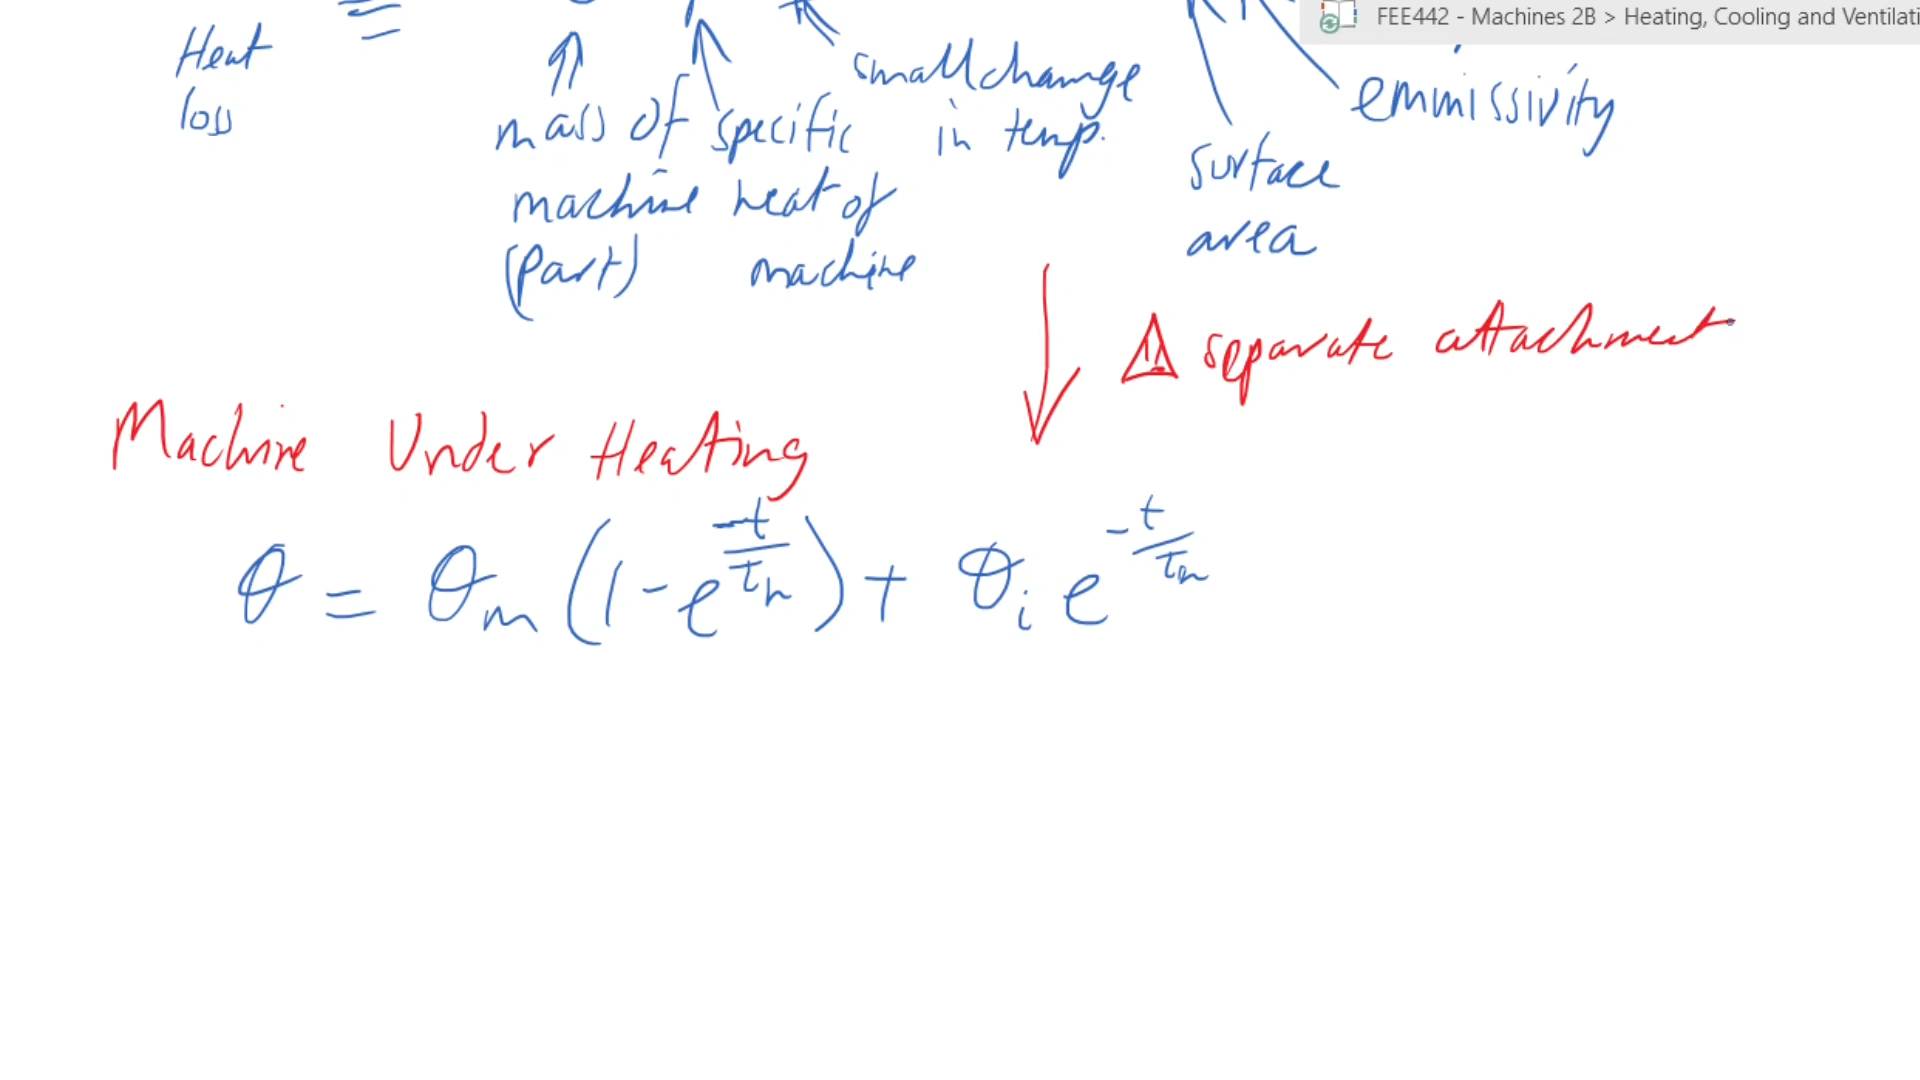 FEE442 - Machines 2B > Heating, Cooling and Ventilati
Heat
loss
mass of
machine
(part)
specific
heat of
machine
small change
in temp.
surface
area
emmissivity
separate attachment
Machine Under Heating
θ = θm (1 - e^(-t/τh)) + θi e^(-t/τh)